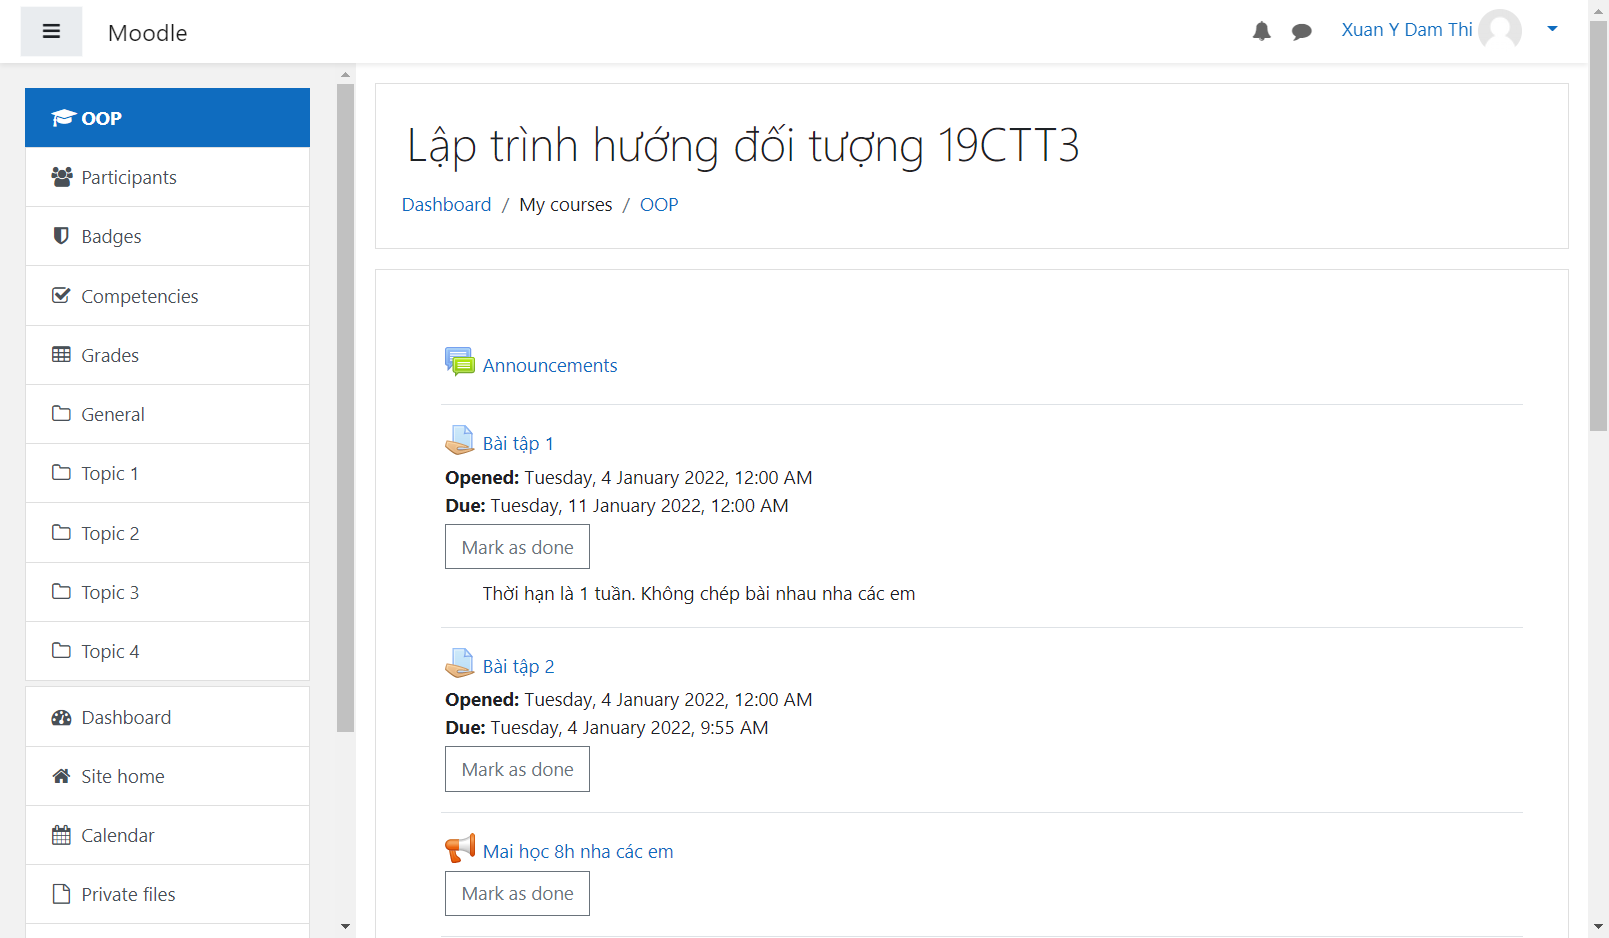 Moodle
Xuan Y Dam Thi
OOP
Participants
Badges
Competencies
Grades
General
Topic 1
Topic 2
Topic 3
Topic 4
Dashboard
Site home
Calendar
Private files
Lập trình hướng đối tượng 19CTT3
Dashboard / My courses / OOP
Announcements
Bài tập 1
Opened: Tuesday, 4 January 2022, 12:00 AM
Due: Tuesday, 11 January 2022, 12:00 AM
Mark as done
Thời hạn là 1 tuần. Không chép bài nhau nha các em
Bài tập 2
Opened: Tuesday, 4 January 2022, 12:00 AM
Due: Tuesday, 4 January 2022, 9:55 AM
Mark as done
Mai học 8h nha các em
Mark as done